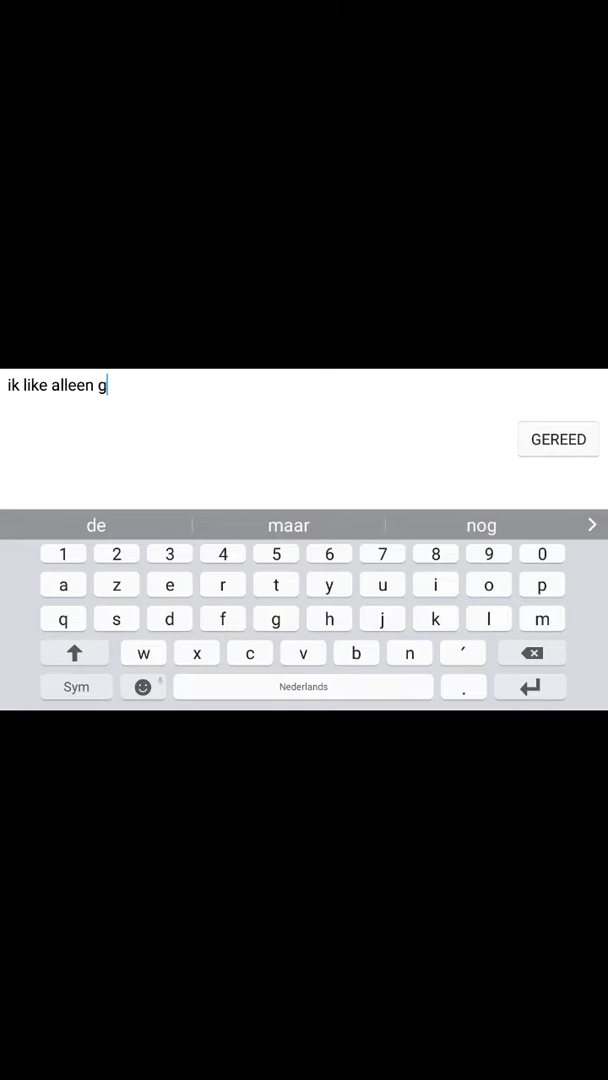 ik like alleen g
GEREED
de maar nog
1 2 3 4 5 6 7 8 9 0
a z e r t y u i o p
q s d f g h j k l m
w x c v b n ´
Sym Nederlands .